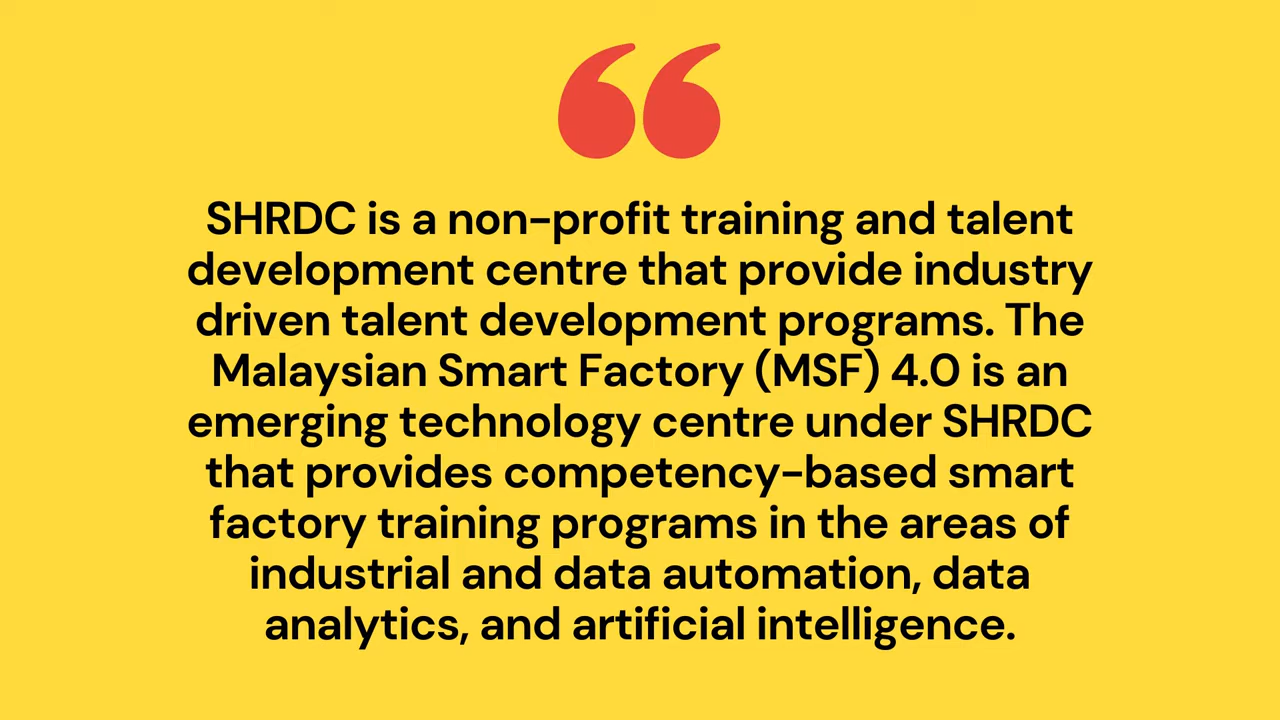 SHRDC is a non-profit training and talent
development centre that provide industry
driven talent development programs. The
Malaysian Smart Factory (MSF) 4.0 is an
emerging technology centre under SHRDC
that provides competency-based smart
factory training programs in the areas of
industrial and data automation, data
analytics, and artificial intelligence.